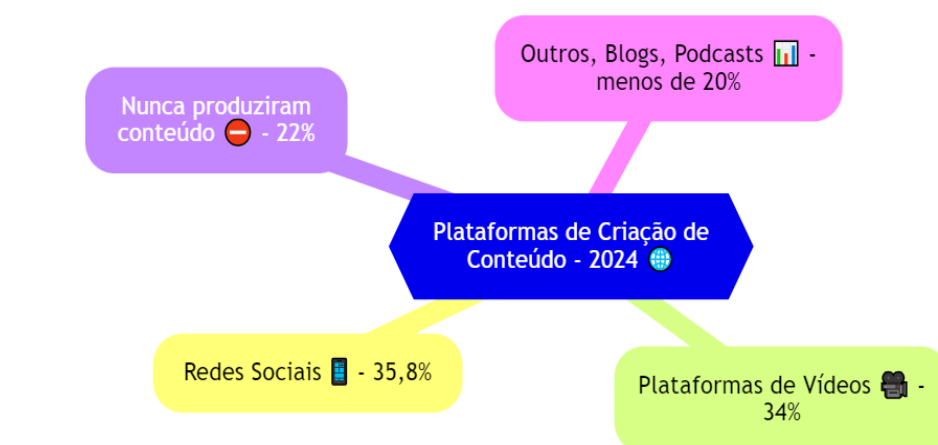 Outros, Blogs, Podcasts 📊 -
menos de 20%
Nunca produziram
conteúdo ⛔ - 22%
Plataformas de Criação de
Conteúdo - 2024 🌐
Redes Sociais 📱 - 35,8%
Plataformas de Vídeos 🎥 -
34%